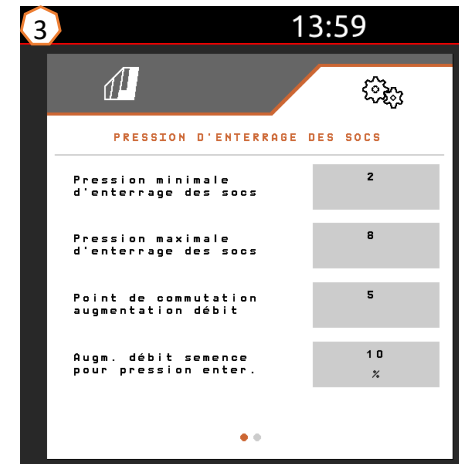 3
13:59
PRESSION D'ENTERRAGE DES SOCS
Pression minimale
d'enterrage des socs
2
Pression maximale
d'enterrage des socs
8
Point de commutation
augmentation débit
5
Augm. débit semence
pour pression enter.
10
%